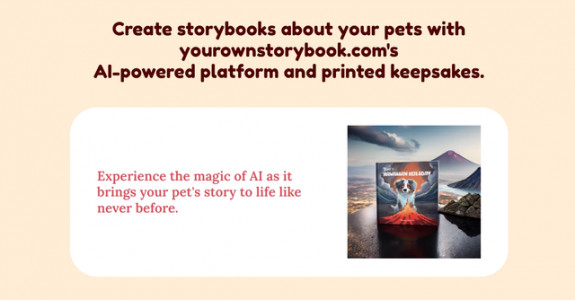 Create storybooks about your pets with
yourownstorybook.com's
AI-powered platform and printed keepsakes.
Experience the magic of AI as it
brings your pet's story to life like
never before.